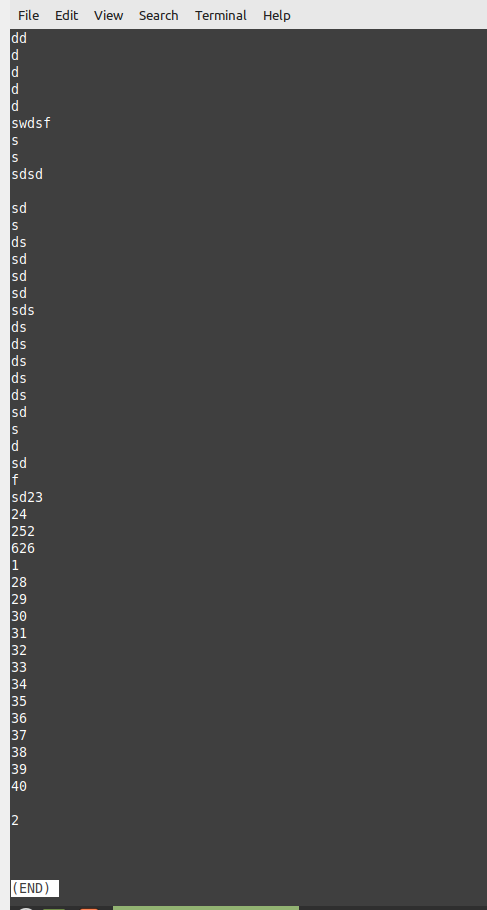 File Edit View Search Terminal Help
dd
d
d
d
d
swdsf
s
s
sdsd

sd
s
ds
sd
sd
sd
sds
ds
ds
ds
ds
ds
sd
s
d
sd
f
sd23
24
252
626
1
28
29
30
31
32
33
34
35
36
37
38
39
40

2

(END)